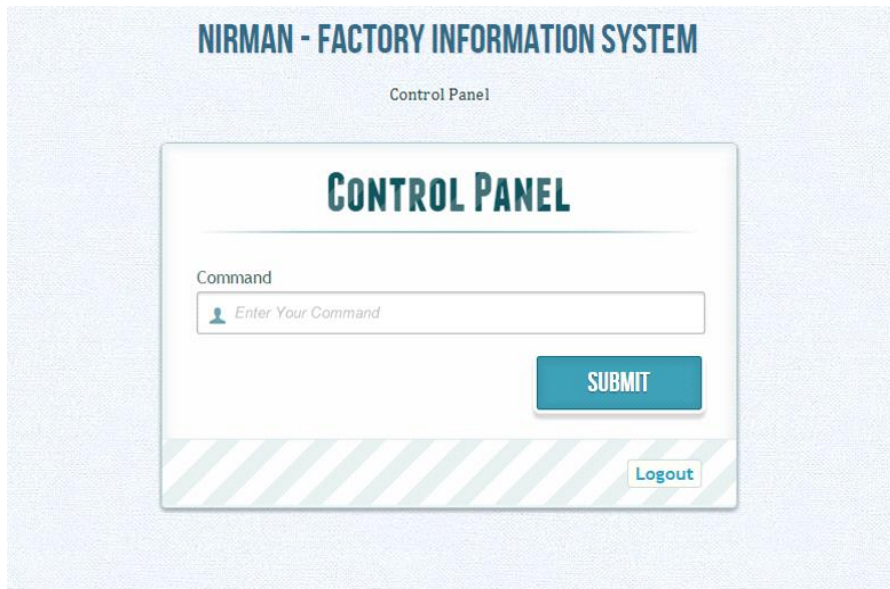 NIRMAN - FACTORY INFORMATION SYSTEM
Control Panel
CONTROL PANEL
Command
Enter Your Command
SUBMIT
Logout